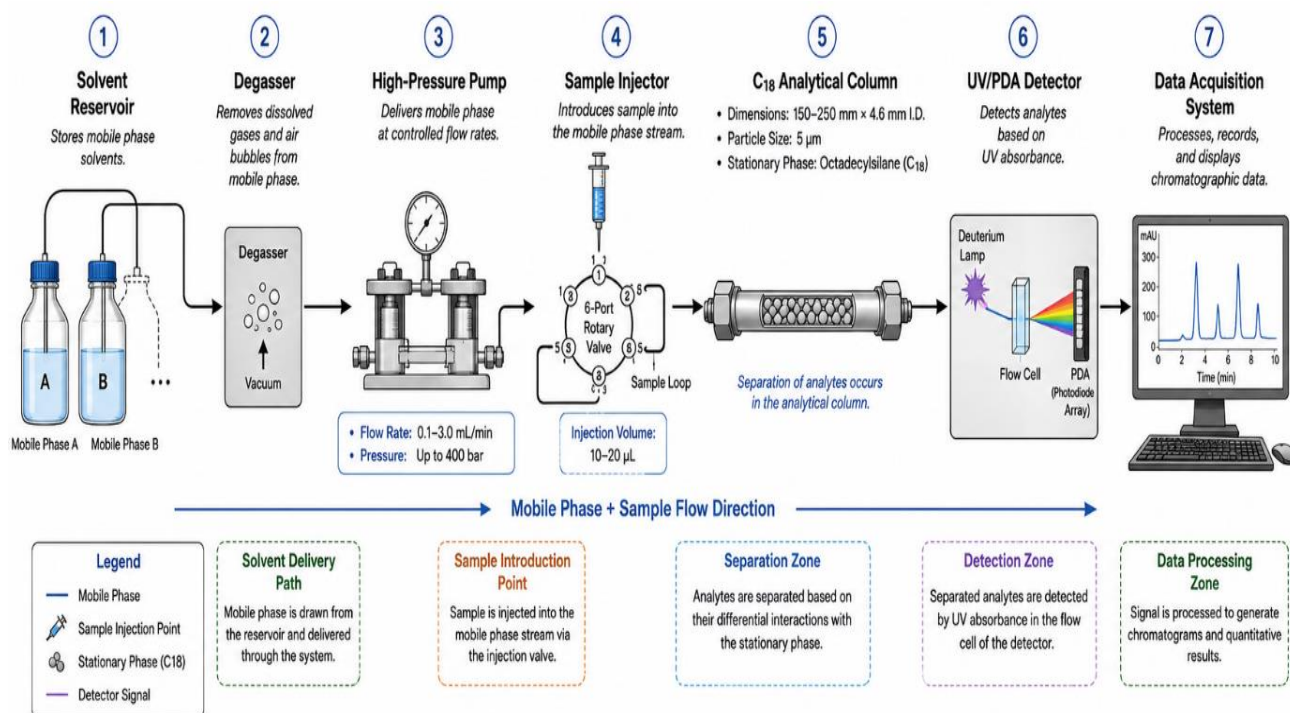 1
Solvent
Reservoir
Stores mobile phase
solvents.
2
Degasser
Removes dissolved
gases and air
bubbles from
mobile phase.
3
High-Pressure Pump
Delivers mobile phase
at controlled flow rates.
4
Sample Injector
Introduces sample into
the mobile phase stream.
5
C₁₈ Analytical Column
• Dimensions: 150–250 mm × 4.6 mm I.D.
• Particle Size: 5 µm
• Stationary Phase: Octadecylsilane (C₁₈)
6
UV/PDA Detector
Detects analytes
based on
UV absorbance.
7
Data Acquisition
System
Processes, records,
and displays
chromatographic data.
A
B
...
Mobile Phase A
Mobile Phase B
Degasser
Vacuum
• Flow Rate: 0.1–3.0 mL/min
• Pressure: Up to 400 bar
1
2
3
S
8
8
6-Port
Rotary
Valve
Sample Loop
Injection Volume:
10–20 µL
Separation of analytes occurs
in the analytical column.
Deuterium
Lamp
Flow Cell
PDA
(Photodiode
Array)
mAU
300
200
100
0
0 2 4 6 8 10
Time (min)
Mobile Phase + Sample Flow Direction
Legend
Mobile Phase
Sample Injection Point
Stationary Phase (C18)
Detector Signal
Solvent Delivery
Path
Mobile phase is drawn from
the reservoir and delivered
through the system.
Sample Introduction
Point
Sample is injected into the
mobile phase stream via
the injection valve.
Separation Zone
Analytes are separated based on
their differential interactions with
the stationary phase.
Detection Zone
Separated analytes are detected
by UV absorbance in the flow
cell of the detector.
Data Processing
Zone
Signal is processed to generate
chromatograms and quantitative
results.